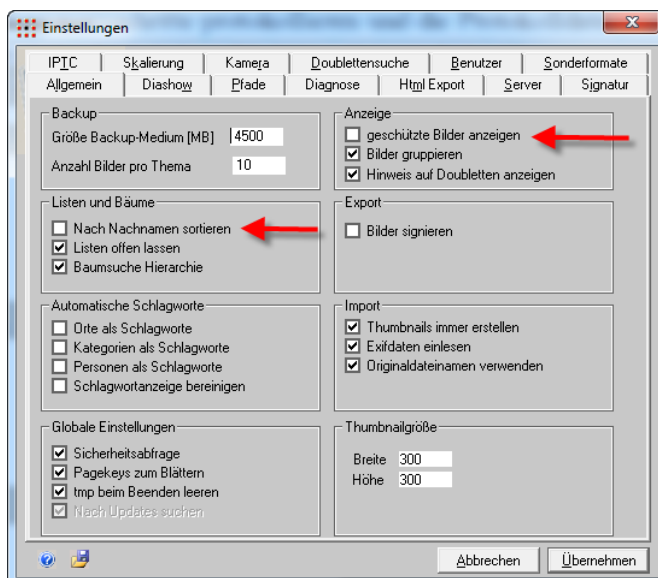 Einstellungen
IPTC Skalierung Kamera Doublettensuche Benutzer Sonderformate
Allgemein Diashow Pfade Diagnose Html Export Server Signatur
Backup
Größe Backup-Medium [MB] 4500
Anzahl Bilder pro Thema 10
Anzeige
geschützte Bilder anzeigen
Bilder gruppieren
Hinweis auf Doubletten anzeigen
Listen und Bäume
Nach Nachnamen sortieren
Listen offen lassen
Baumsuche Hierarchie
Export
Bilder signieren
Automatische Schlagworte
Orte als Schlagworte
Kategorien als Schlagworte
Personen als Schlagworte
Schlagwortanzeige bereinigen
Import
Thumbnails immer erstellen
Exifdaten einlesen
Originaldateinamen verwenden
Globale Einstellungen
Sicherheitsabfrage
Pagekeys zum Blättern
tmp beim Beenden leeren
Nach Updates suchen
Thumbnailgröße
Breite 300
Höhe 300
Abbrechen Übernehmen